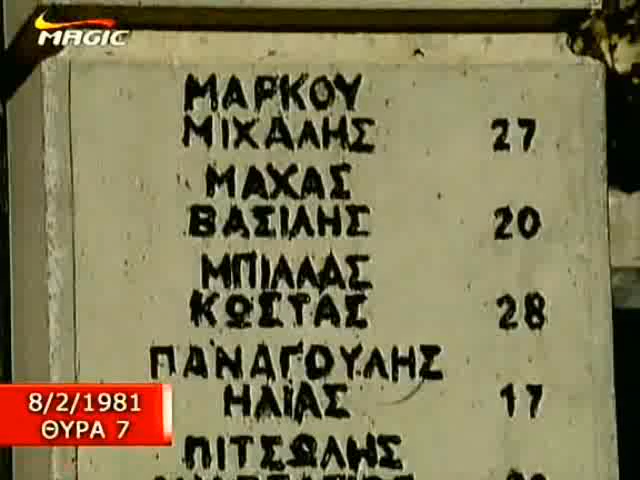 MAGIC
ΜΑΡΚΟΥ
ΜΙΧΑΛΗΣ 27
ΜΑΧΑΣ
ΒΑΣΙΛΗΣ 20
ΜΠΙΛΛΑΣ
ΚΩΣΤΑΣ 28
ΠΑΝΑΓΟΥΛΗΣ
ΗΛΙΑΣ 17
ΠΙΤΣΩΛΗΣ
8/2/1981
ΘΥΡΑ 7